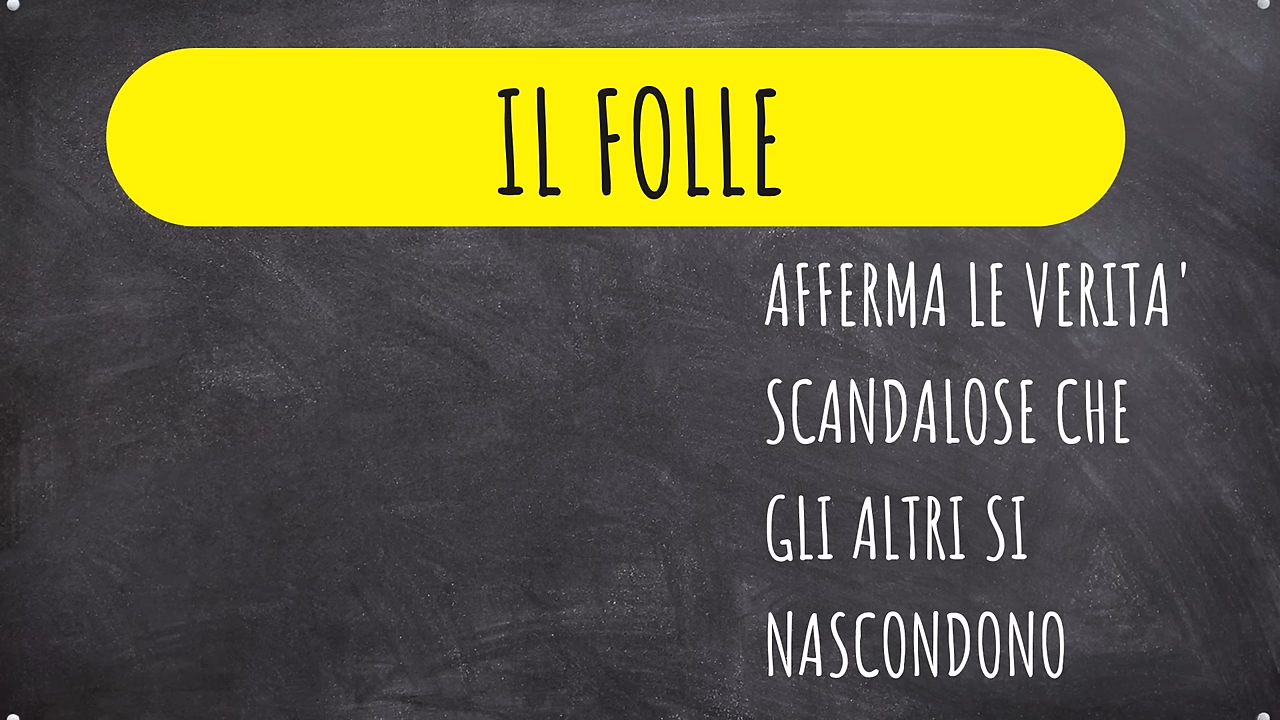 IL FOLLE
AFFERMA LE VERITA'
SCANDALOSE CHE
GLI ALTRI SI
NASCONDONO